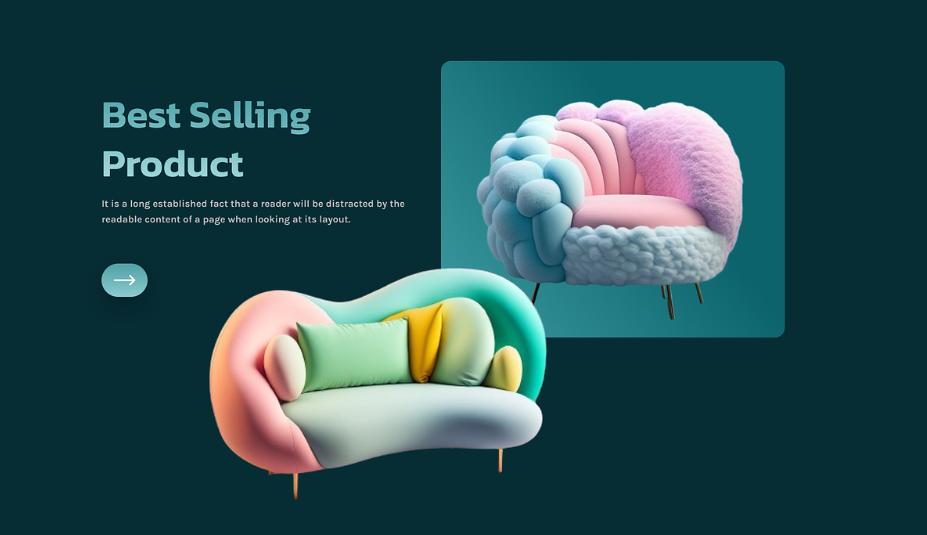 Best Selling
Product
It is a long established fact that a reader will be distracted by the
readable content of a page when looking at its layout.